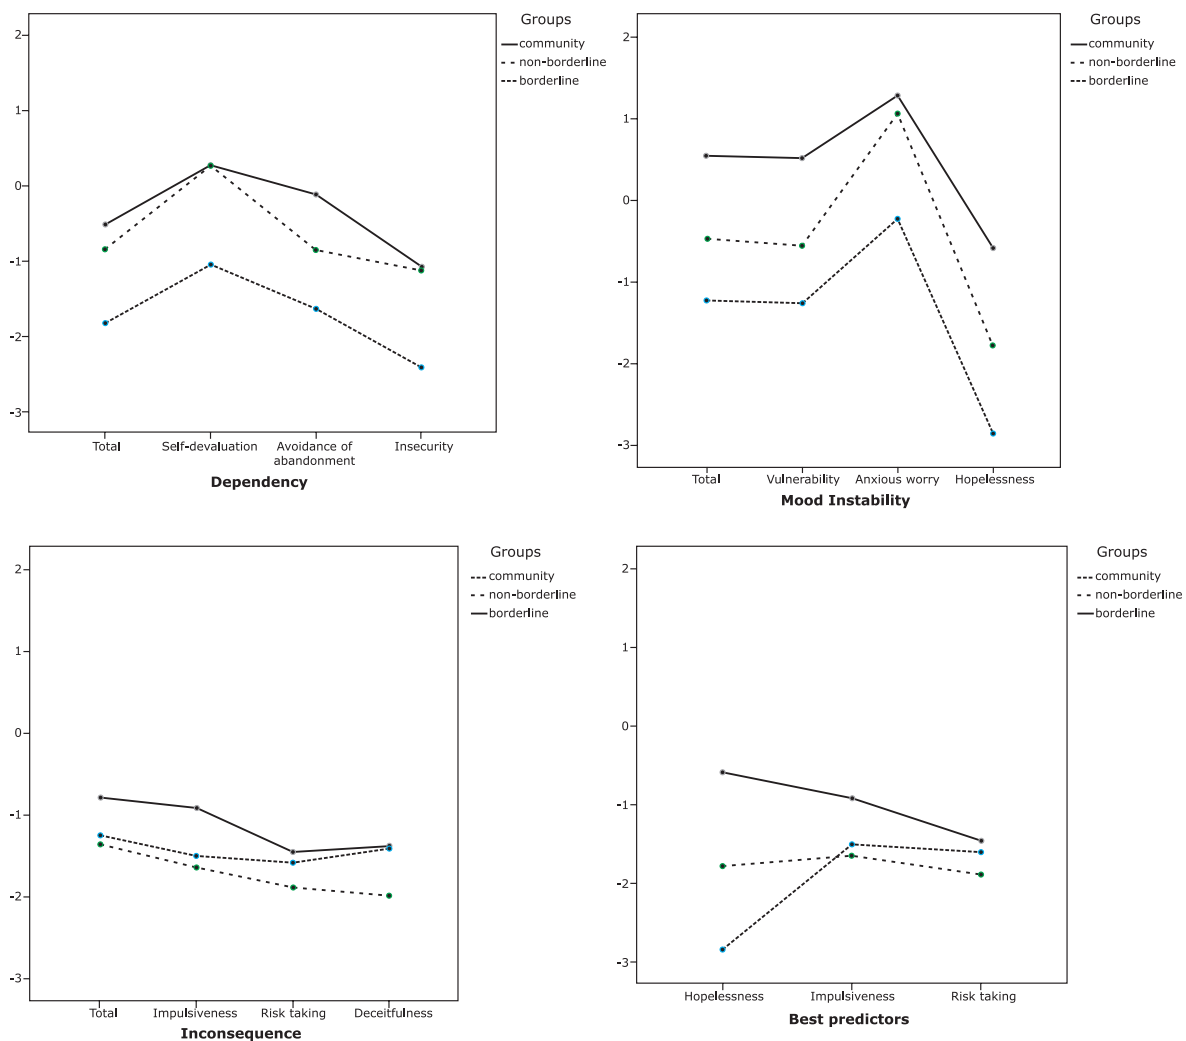 Groups
community
non-borderline
borderline
2
1
0
-1
-2
-3
Total
Self-devaluation
Avoidance of
abandonment
Insecurity
Dependency
Groups
community
non-borderline
borderline
2
1
0
-1
-2
-3
Total
Vulnerability
Anxious worry
Hopelessness
Mood Instability
Groups
community
non-borderline
borderline
2
1
0
-1
-2
-3
Total
Impulsiveness
Risk taking
Deceitfulness
Inconsequence
Groups
community
non-borderline
borderline
2
1
0
-1
-2
-3
Hopelessness
Impulsiveness
Risk taking
Best predictors